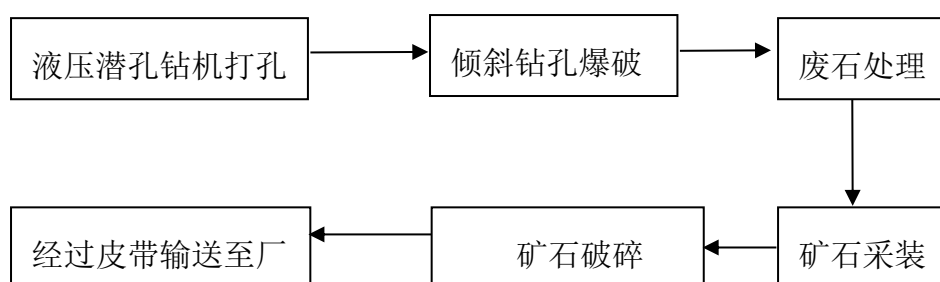 液压潜孔钻机打孔
倾斜钻孔爆破
废石处理
经过皮带输送至厂
矿石破碎
矿石采装